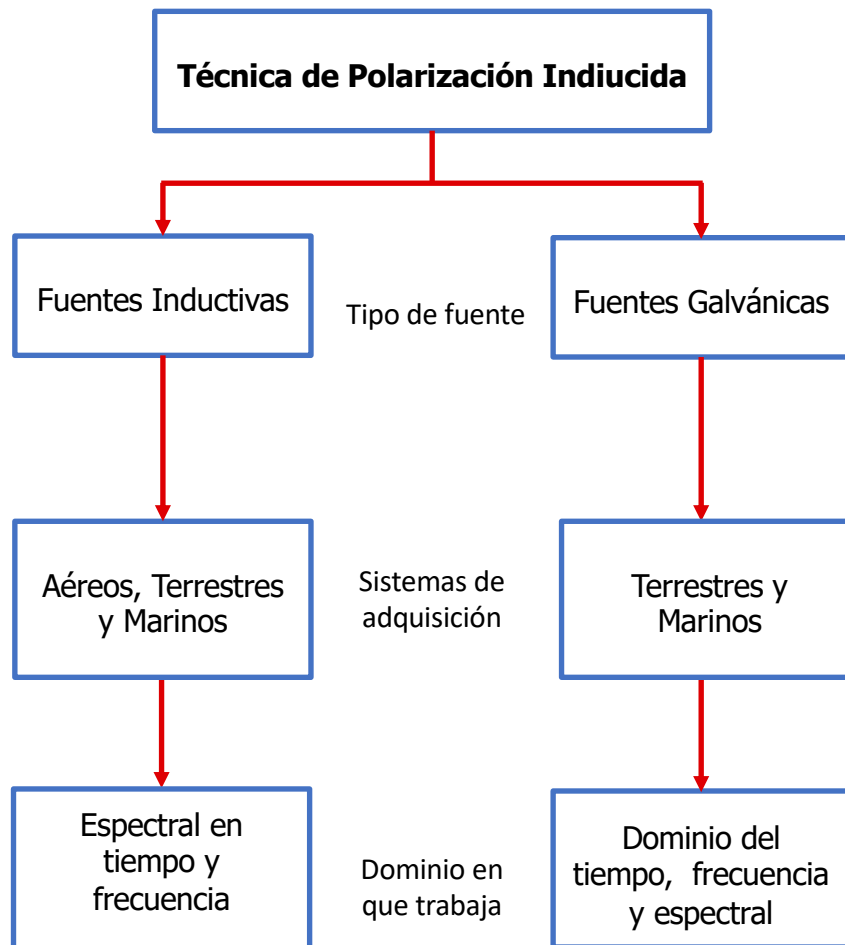 Técnica de Polarización Indiucida
Fuentes Inductivas
Tipo de fuente
Fuentes Galvánicas
Aéreos, Terrestres
y Marinos
Sistemas de
adquisición
Terrestres y
Marinos
Espectral en
tiempo y
frecuencia
Dominio en
que trabaja
Dominio del
tiempo, frecuencia
y espectral